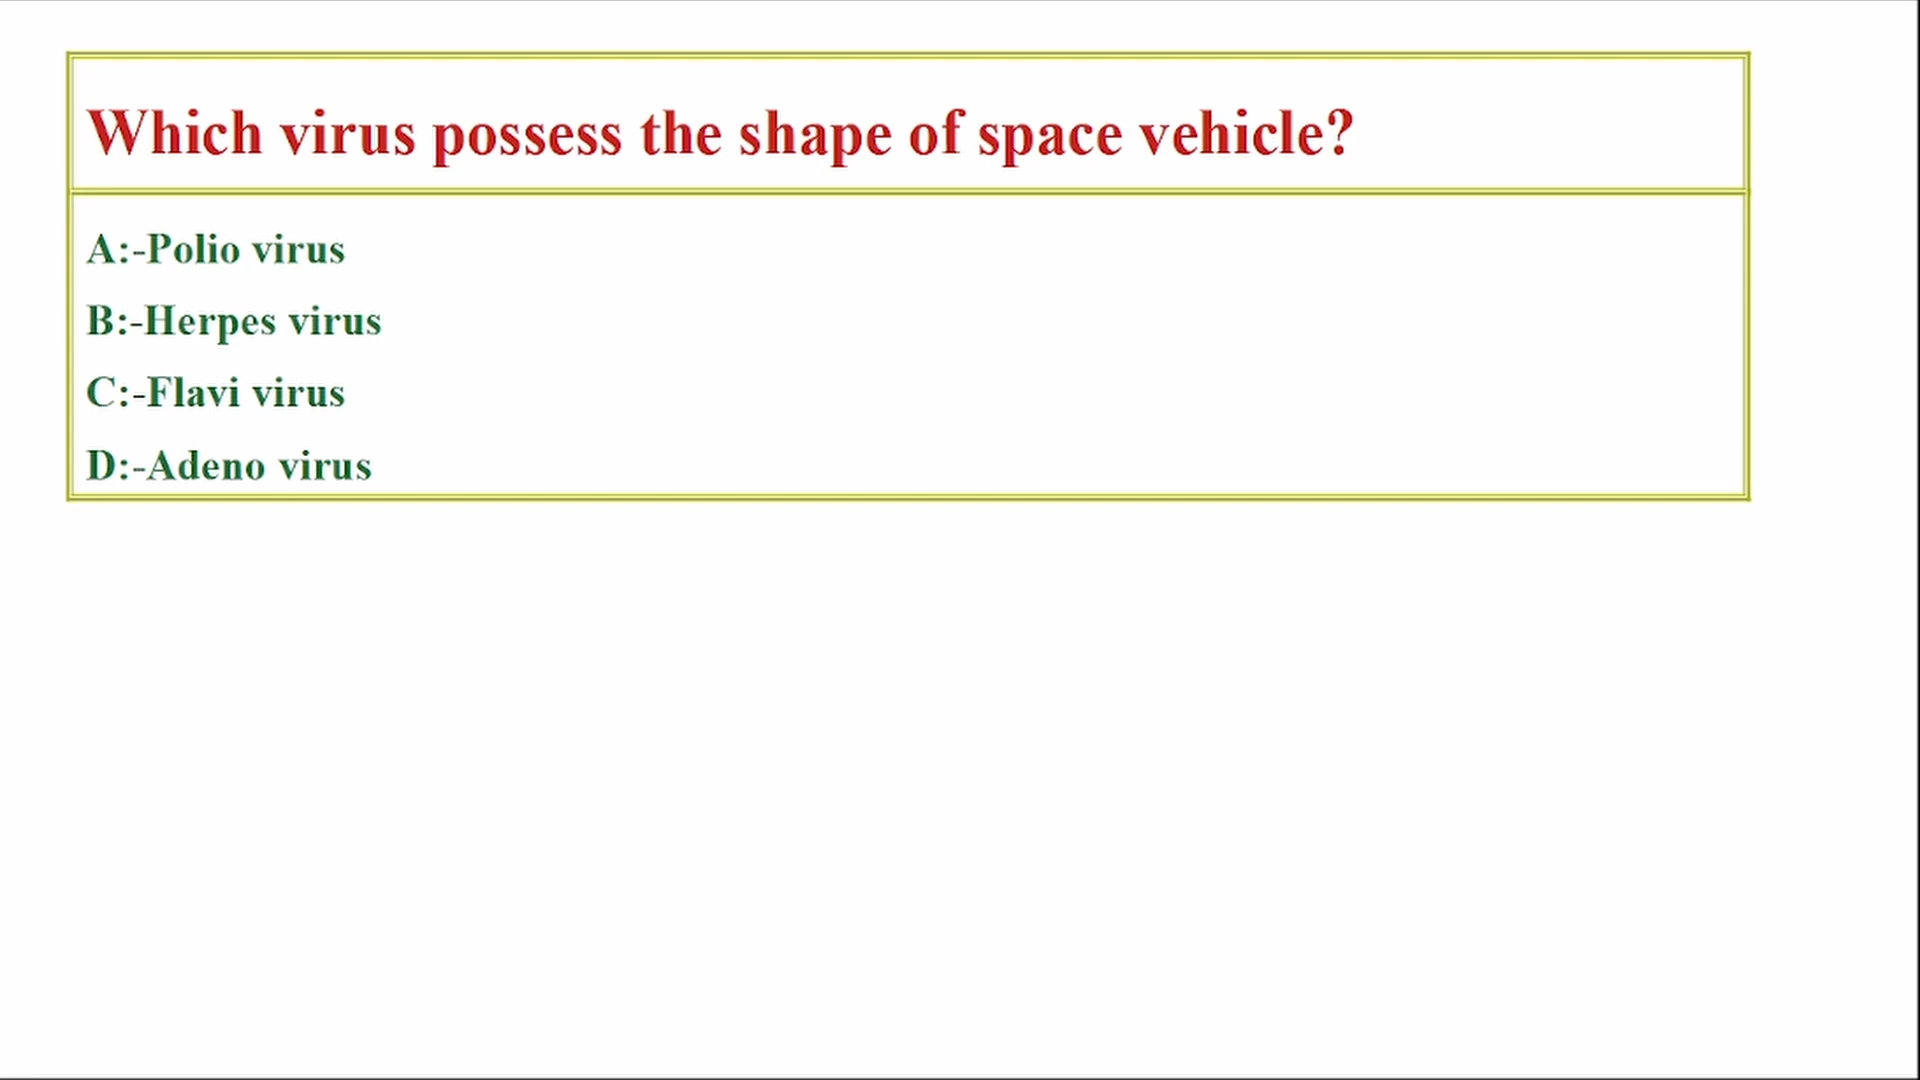 Which virus possess the shape of space vehicle?
A:-Polio virus
B:-Herpes virus
C:-Flavi virus
D:-Adeno virus